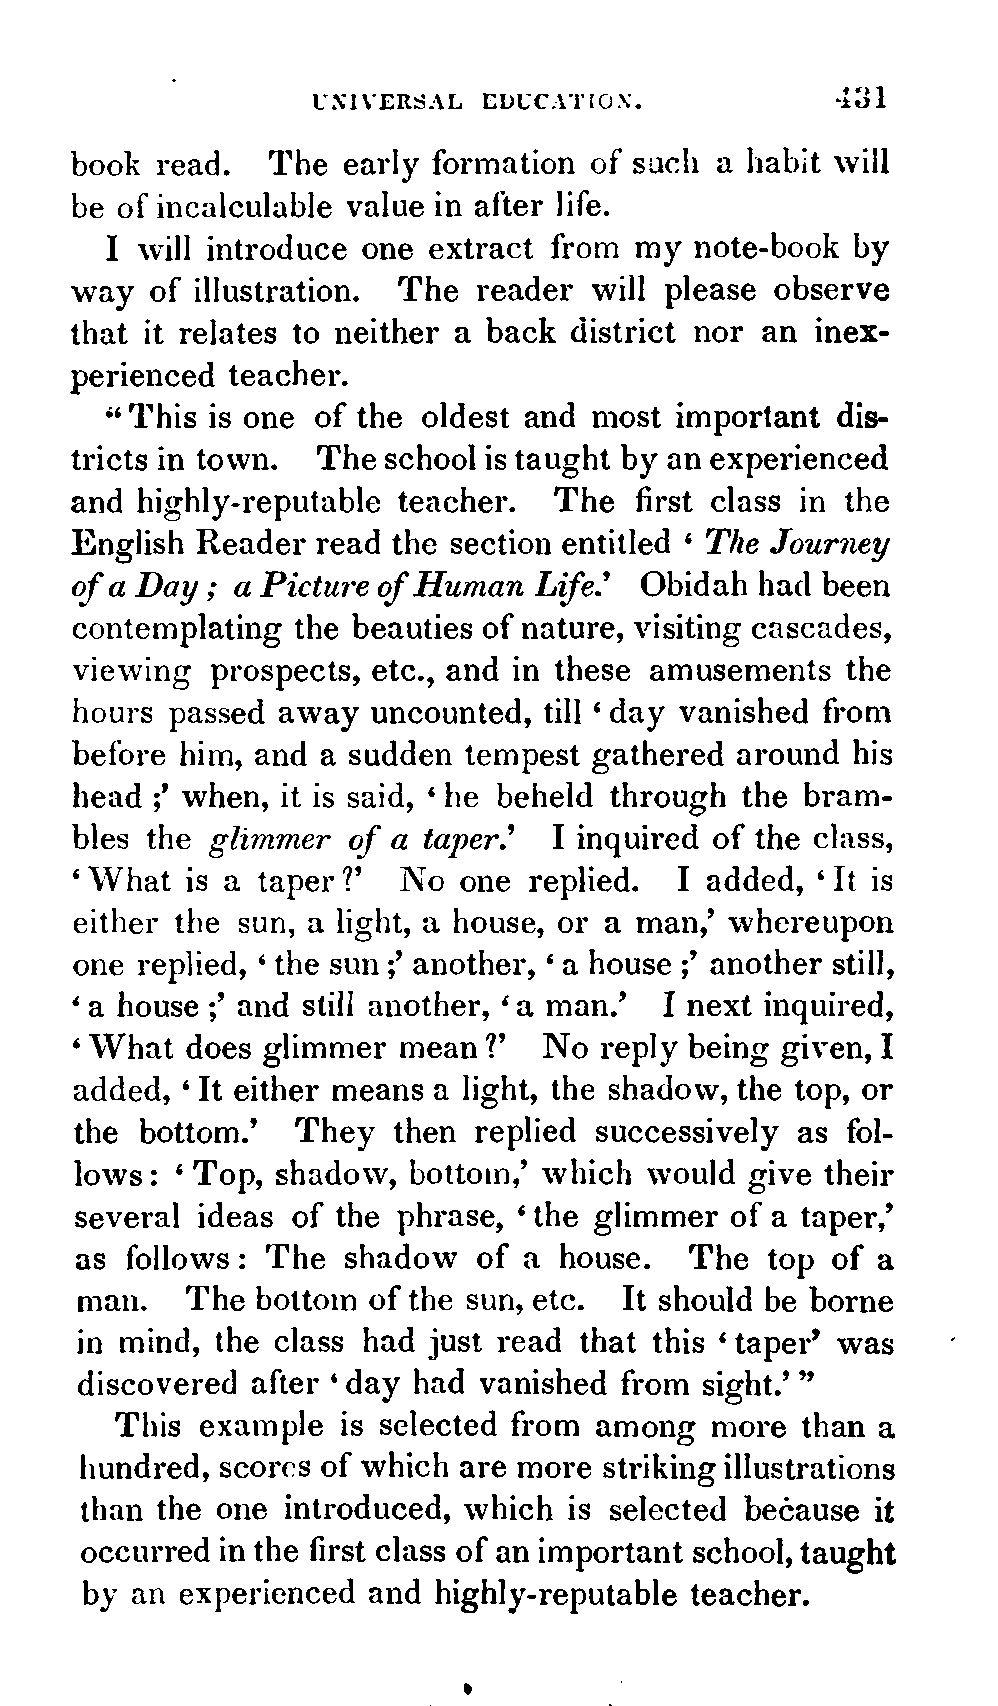 UNIVERSAL EDUCATION. 431
book read. The early formation of such a habit will
be of incalculable value in after life.
I will introduce one extract from my note-book by
way of illustration. The reader will please observe
that it relates to neither a back district nor an inex-
perienced teacher.
“This is one of the oldest and most important dis-
tricts in town. The school is taught by an experienced
and highly-reputable teacher. The first class in the
English Reader read the section entitled ‘The Journey
of a Day; a Picture of Human Life.’ Obidah had been
contemplating the beauties of nature, visiting cascades,
viewing prospects, etc., and in these amusements the
hours passed away uncounted, till ‘day vanished from
before him, and a sudden tempest gathered around his
head;’ when, it is said, ‘he beheld through the bram-
bles the glimmer of a taper.’ I inquired of the class,
‘What is a taper?’ No one replied. I added, ‘It is
either the sun, a light, a house, or a man,’ whereupon
one replied, ‘the sun;’ another, ‘a house;’ another still,
‘a house;’ and still another, ‘a man.’ I next inquired,
‘What does glimmer mean?’ No reply being given, I
added, ‘It either means a light, the shadow, the top, or
the bottom.’ They then replied successively as fol-
lows: ‘Top, shadow, bottom,’ which would give their
several ideas of the phrase, ‘the glimmer of a taper,’
as follows: The shadow of a house. The top of a
man. The bottom of the sun, etc. It should be borne
in mind, the class had just read that this ‘taper’ was
discovered after ‘day had vanished from sight.’”
This example is selected from among more than a
hundred, scores of which are more striking illustrations
than the one introduced, which is selected because it
occurred in the first class of an important school, taught
by an experienced and highly-reputable teacher.